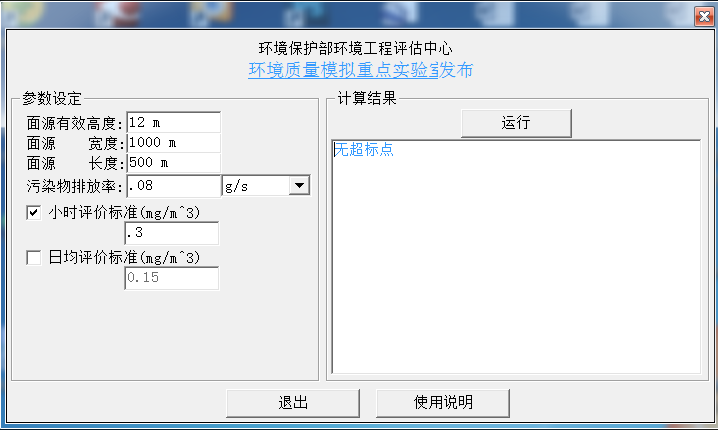 环境保护部环境工程评估中心
环境质量模拟重点实验室发布
参数设定
面源有效高度:12 m
面源 宽度:1000 m
面源 长度:500 m
污染物排放率:.08 g/s
小时评价标准(mg/m^3)
.3
日均评价标准(mg/m^3)
0.15
计算结果
运行
无超标点
退出
使用说明